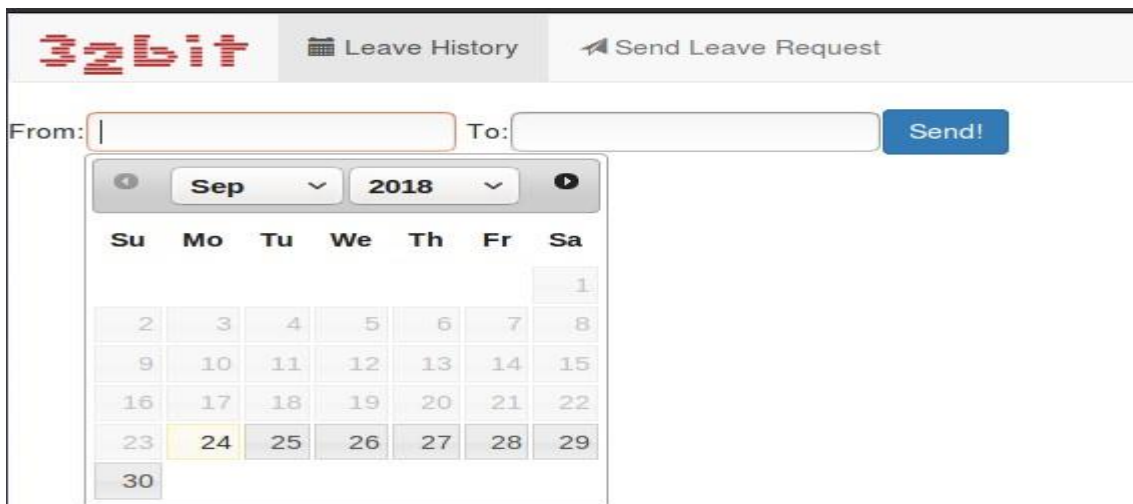 32bit Leave History Send Leave Request
From: To: Send!
Sep 2018
Su Mo Tu We Th Fr Sa
1
2 3 4 5 6 7 8
9 10 11 12 13 14 15
16 17 18 19 20 21 22
23 24 25 26 27 28 29
30